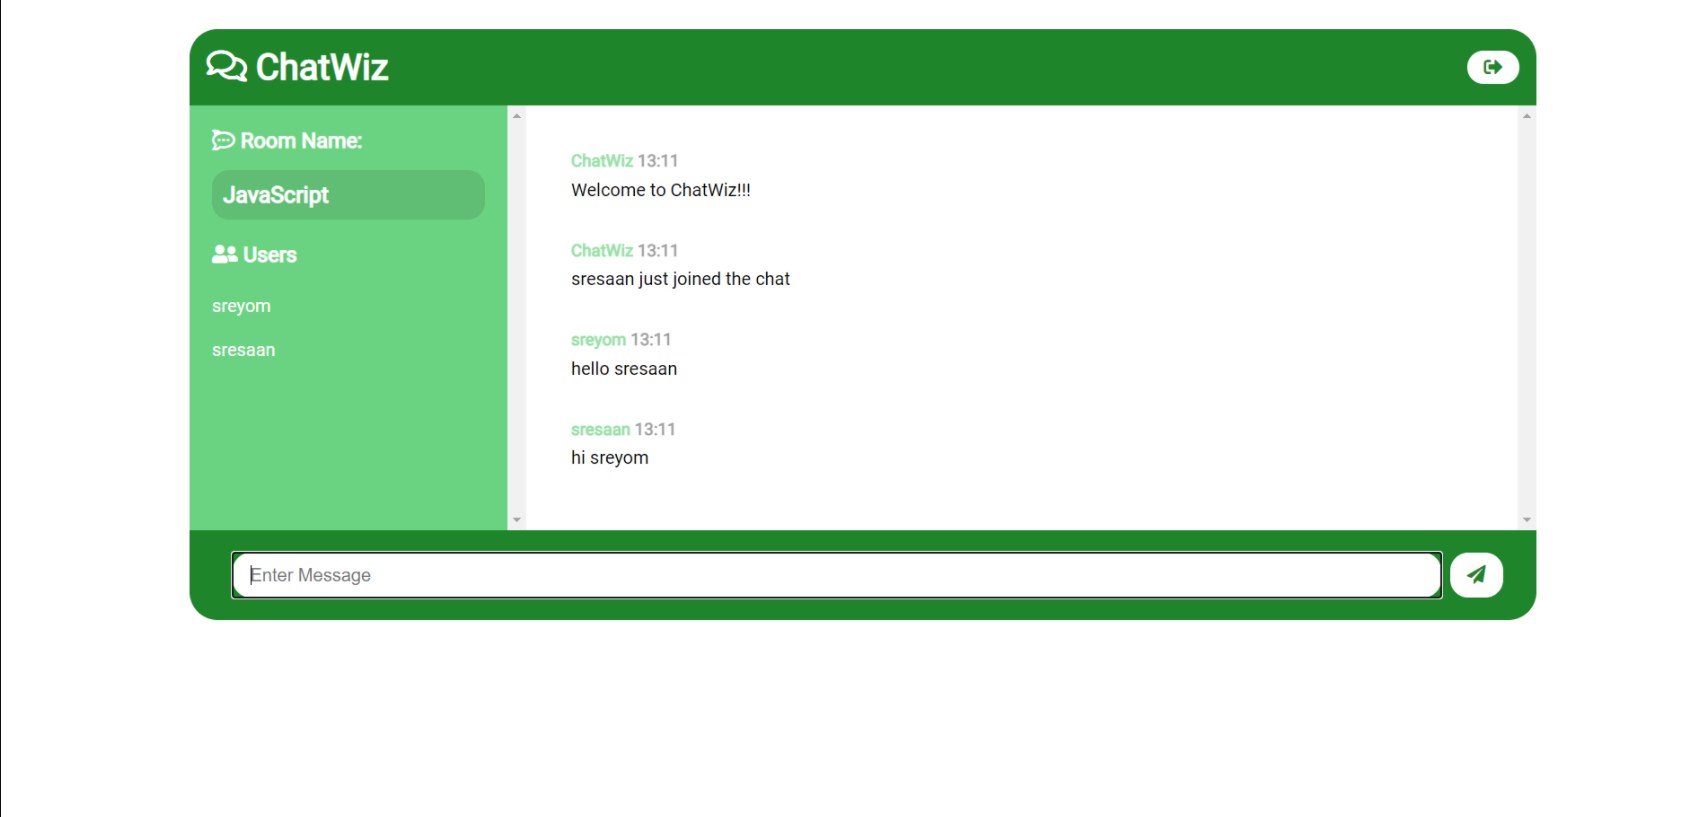 ChatWiz
Room Name:
JavaScript
Users
sreyom
sresaan
ChatWiz 13:11
Welcome to ChatWiz!!!
ChatWiz 13:11
sresaan just joined the chat
sreyom 13:11
hello sresaan
sresaan 13:11
hi sreyom
Enter Message